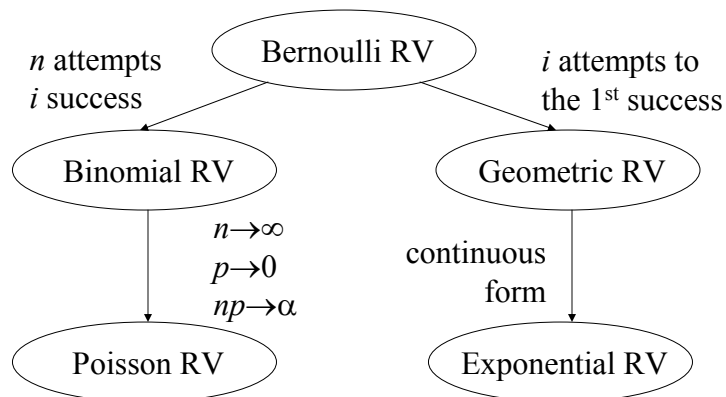 Bernoulli RV
n attempts
i success
i attempts to
the 1st success
Binomial RV
Geometric RV
n→∞
p→0
np→α
continuous
form
Poisson RV
Exponential RV